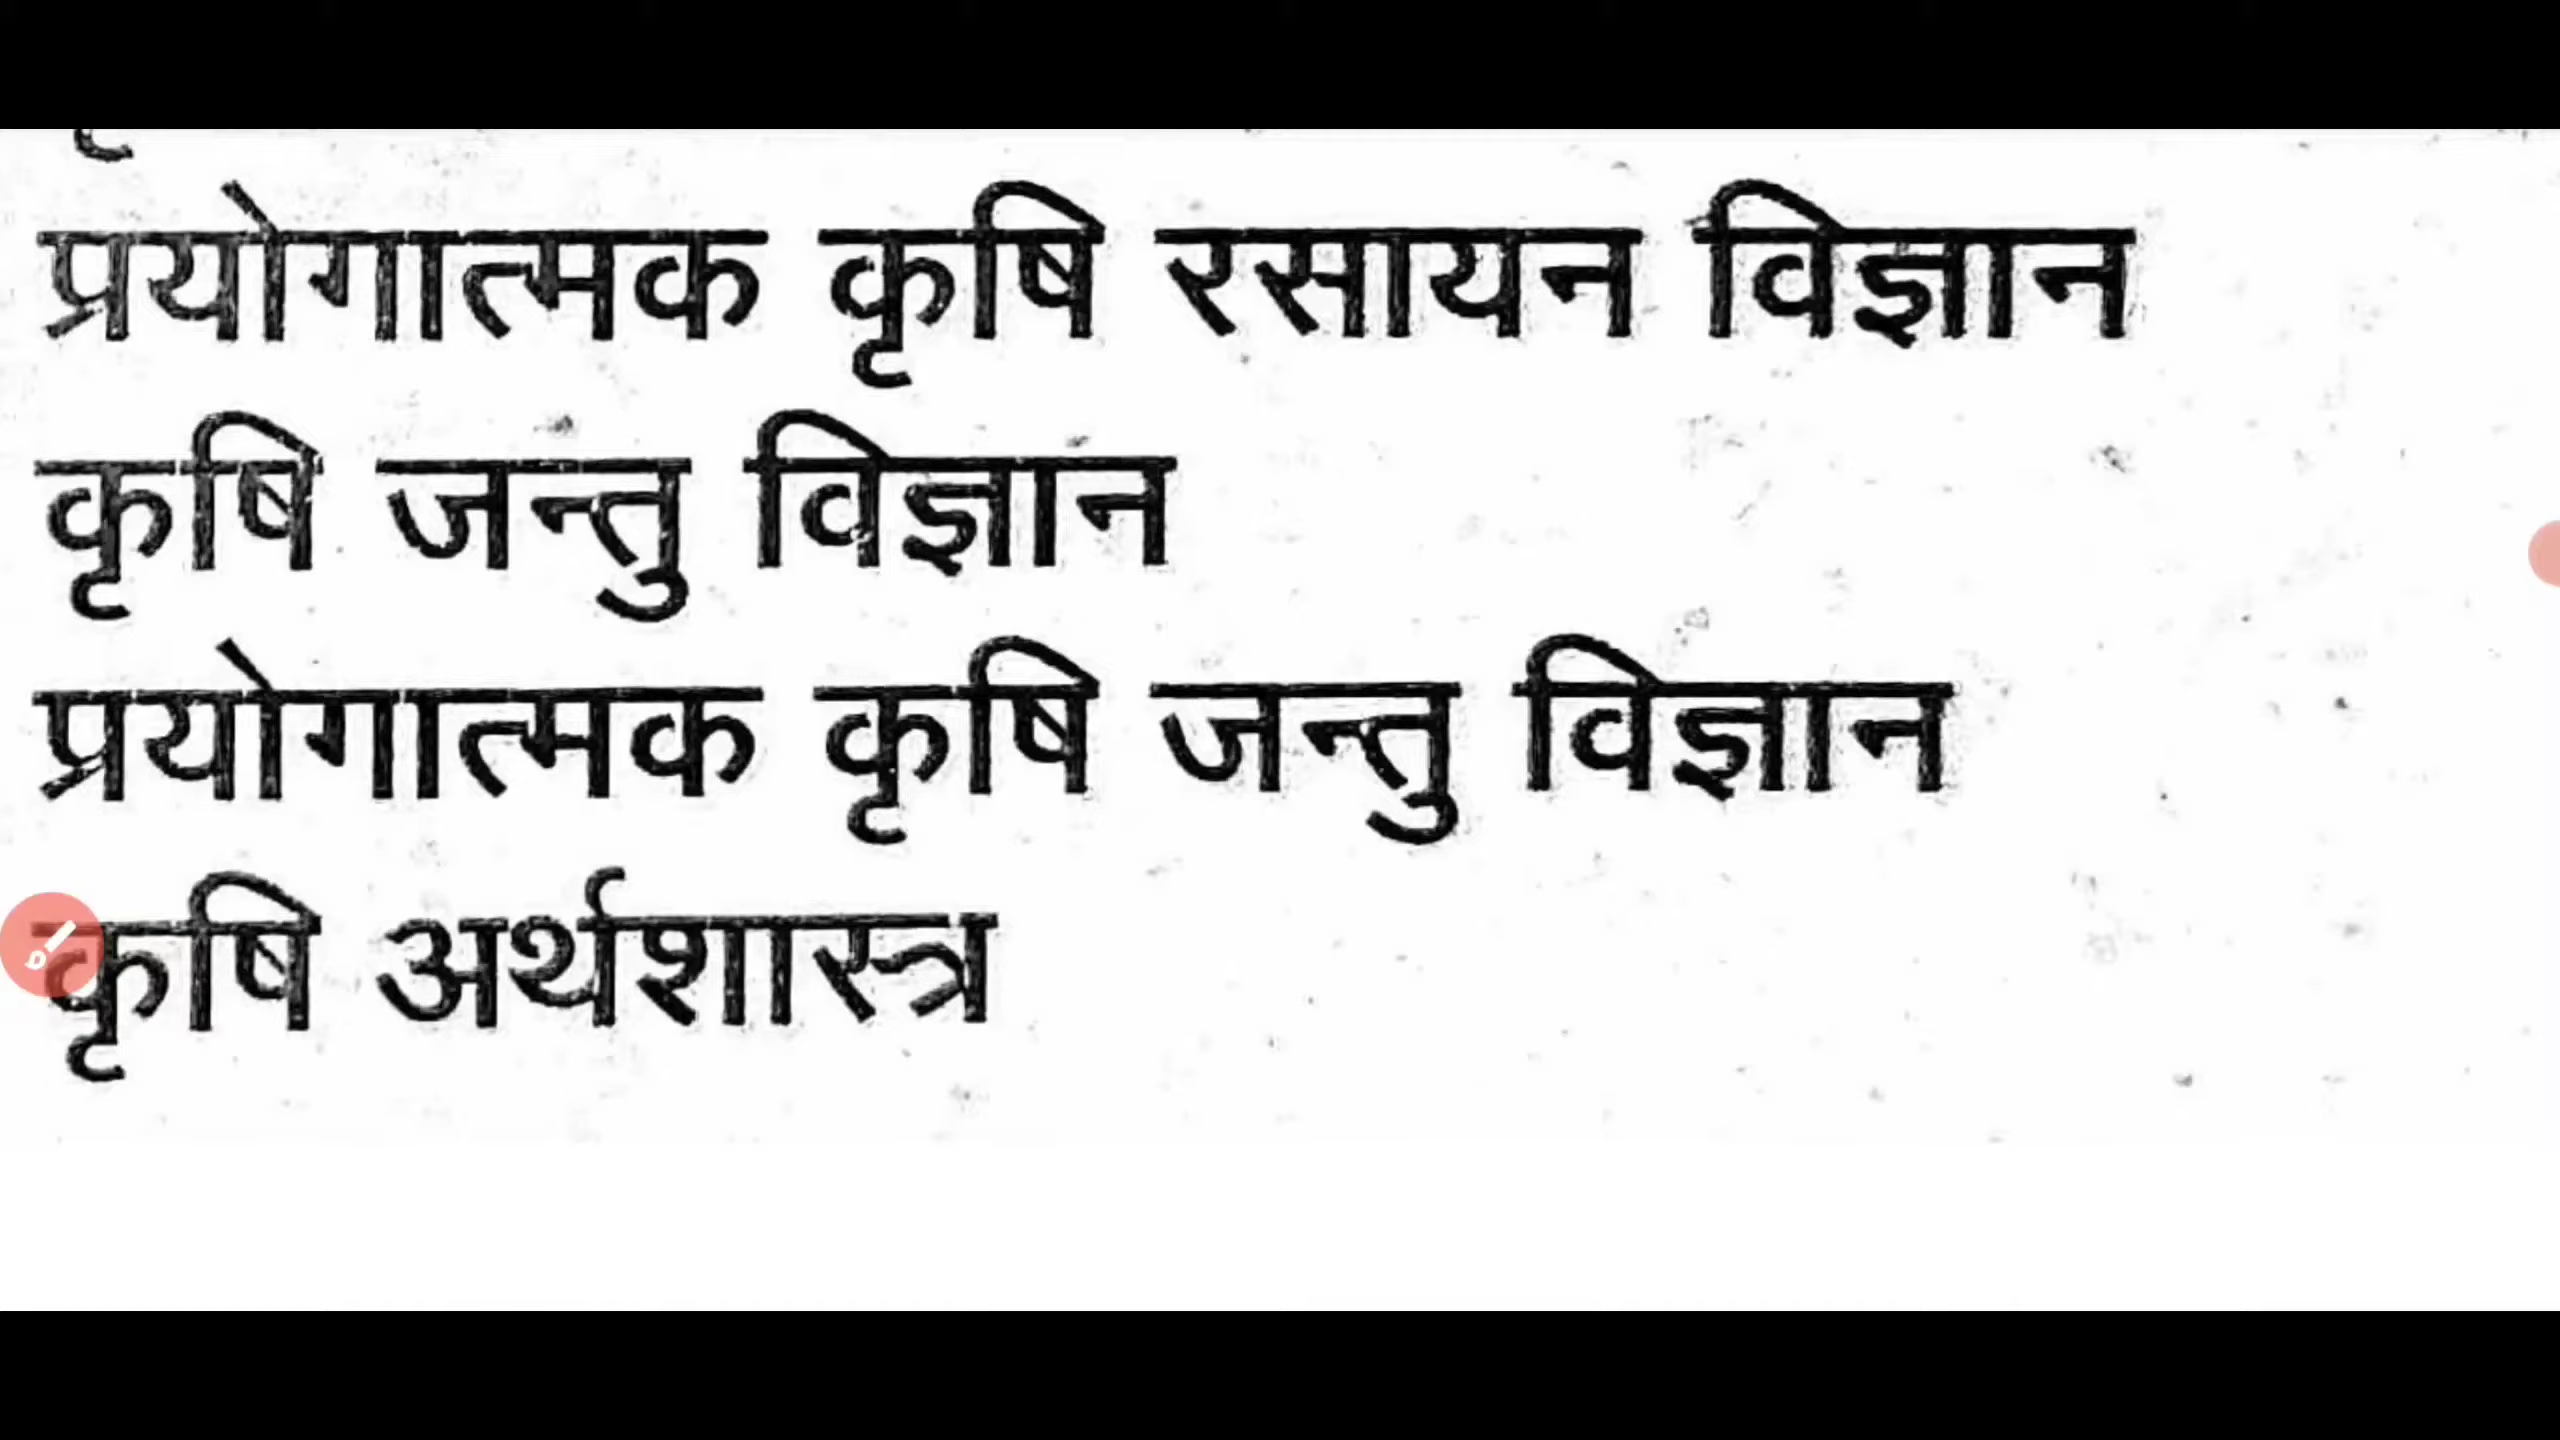 प्रयोगात्मक कृषि रसायन विज्ञान
कृषि जन्तु विज्ञान
प्रयोगात्मक कृषि जन्तु विज्ञान
कृषि अर्थशास्त्र